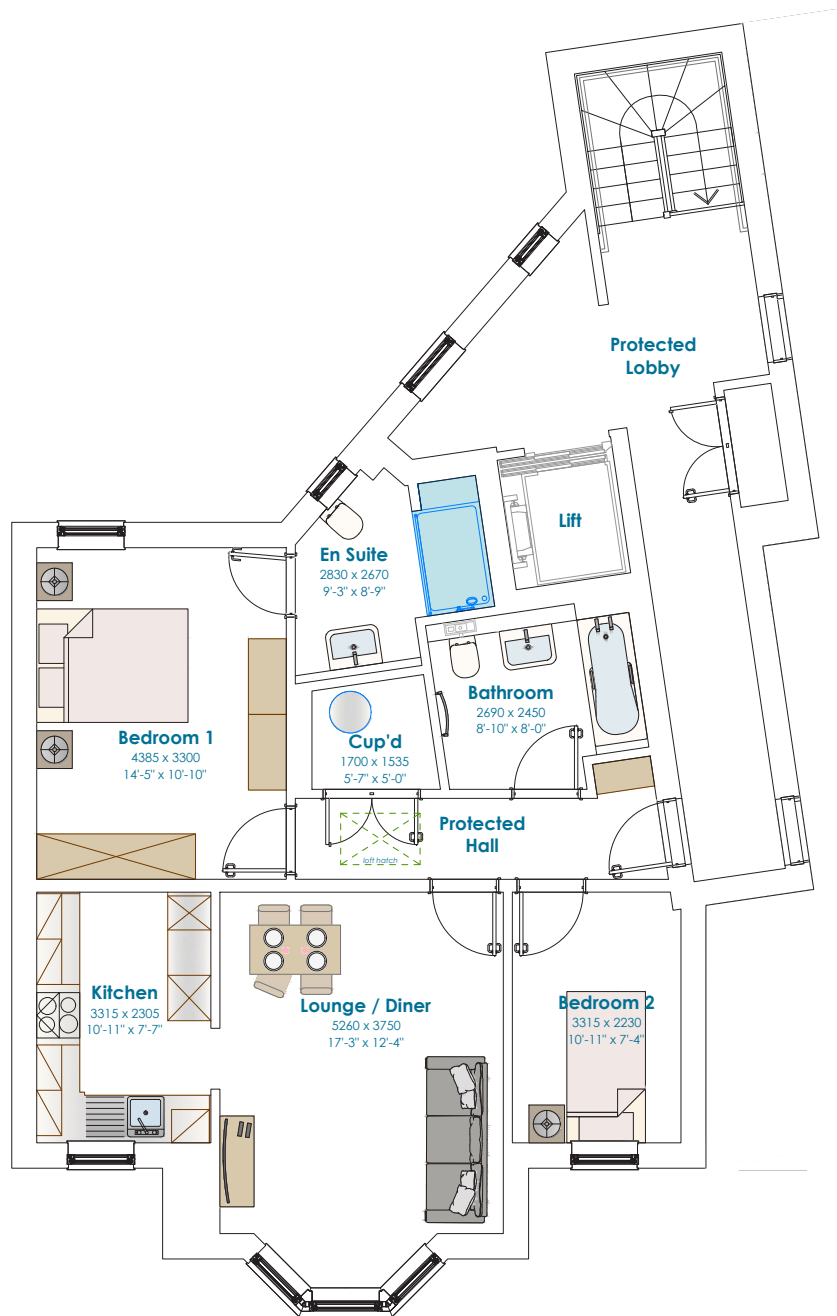 Protected
Lobby
Lift
En Suite
2830 x 2670
9'-3" x 8'-9"
Bathroom
2690 x 2450
8'-10" x 8'-0"
Bedroom 1
4385 x 3300
14'-5" x 10'-10"
Cup'd
1700 x 1535
5'-7" x 5'-0"
Protected
Hall
loft hatch
Kitchen
3315 x 2305
10'-11" x 7'-7"
Lounge / Diner
5260 x 3750
17'-3" x 12'-4"
Bedroom 2
3315 x 2230
10'-11" x 7'-4"